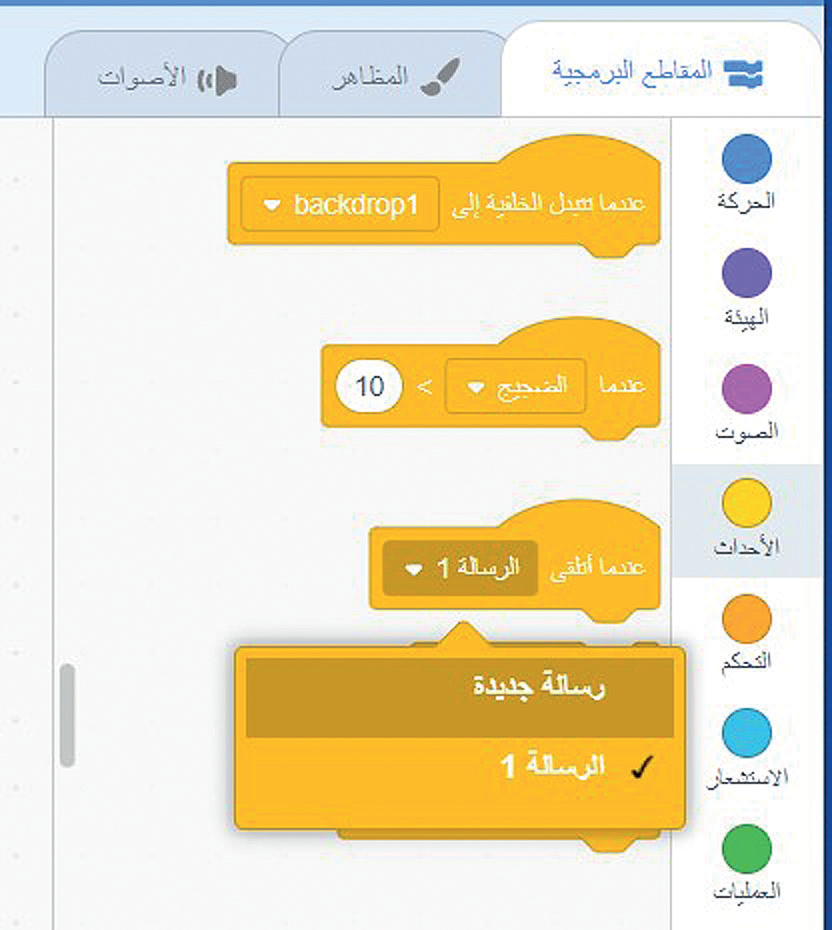 المقاطع البرمجية
المظاهر
الأصوات
الحركة
الهيئة
الصوت
الأحداث
التحكم
الاستشعار
العمليات
عندما تتبدل الخلفية إلى backdrop1
عندما الضجيج > 10
عندما أتلقى الرسالة 1
رسالة جديدة
✓ الرسالة 1